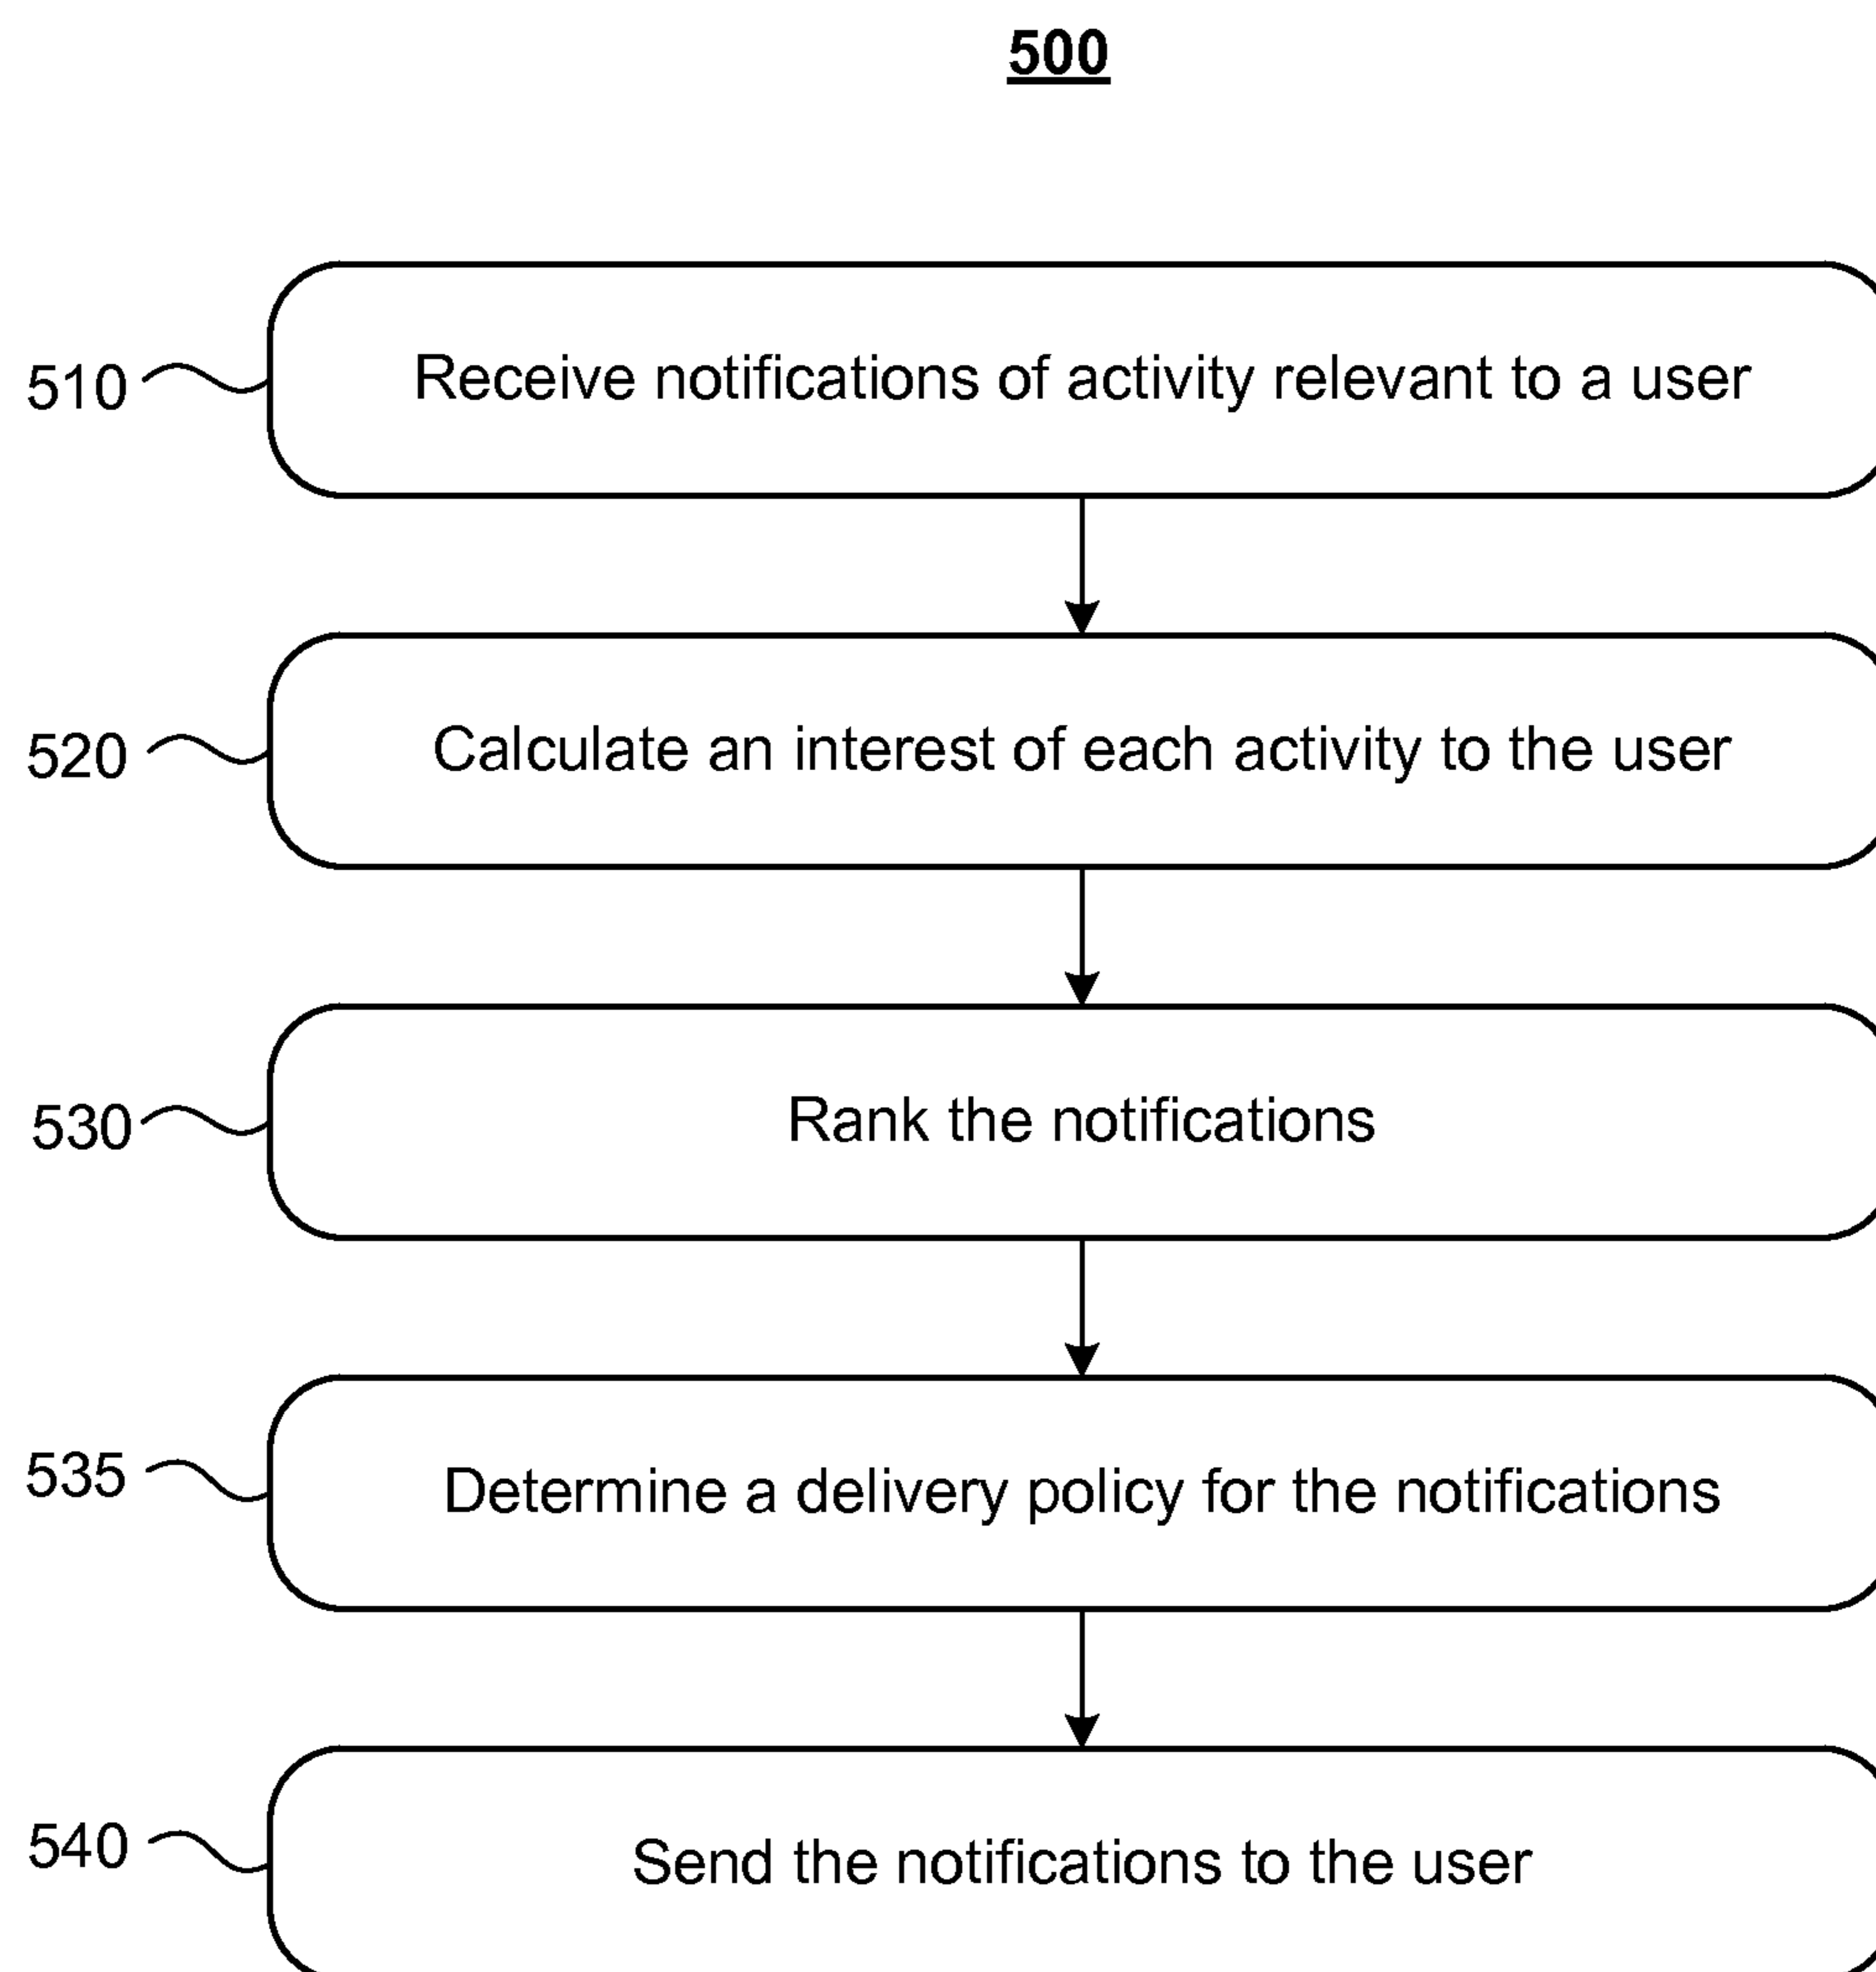 500
510 Receive notifications of activity relevant to a user
520 Calculate an interest of each activity to the user
530 Rank the notifications
535 Determine a delivery policy for the notifications
540 Send the notifications to the user